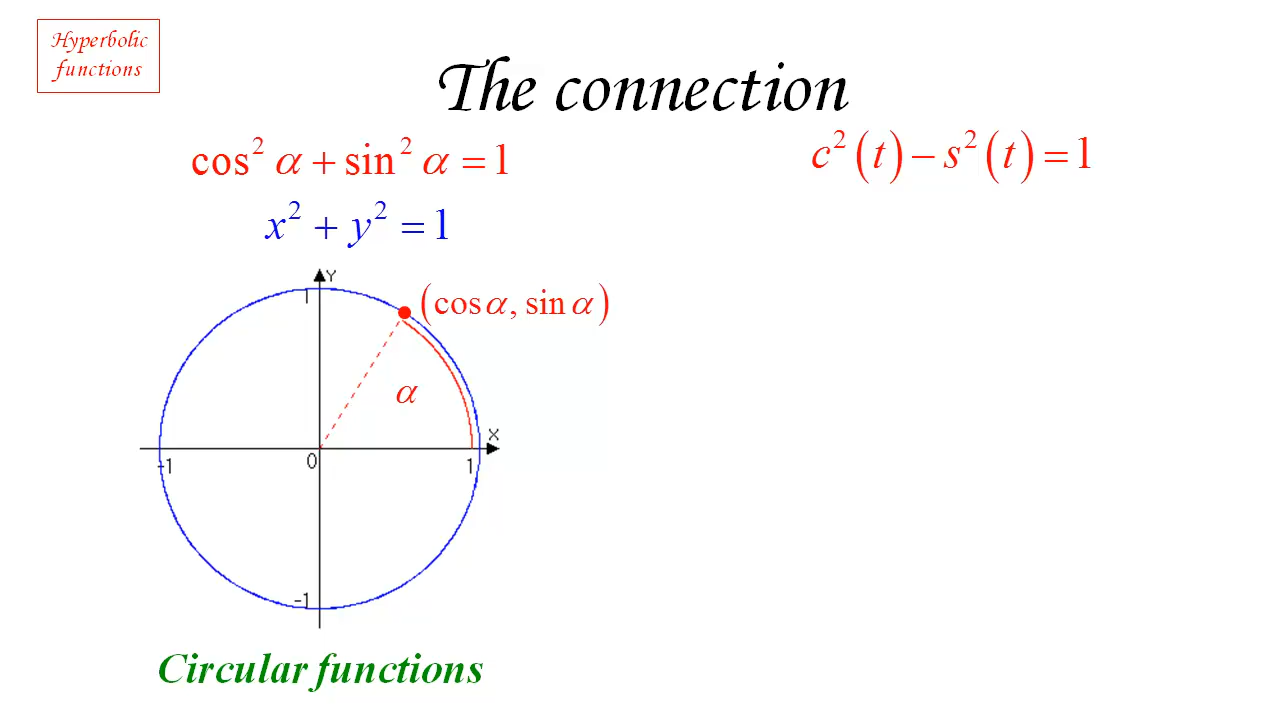 Hyperbolic
functions
The connection
cos² α + sin² α = 1
c² (t) − s² (t) = 1
x² + y² = 1
Y
1
(cos α, sin α)
α
X
-1
0
1
-1
Circular functions